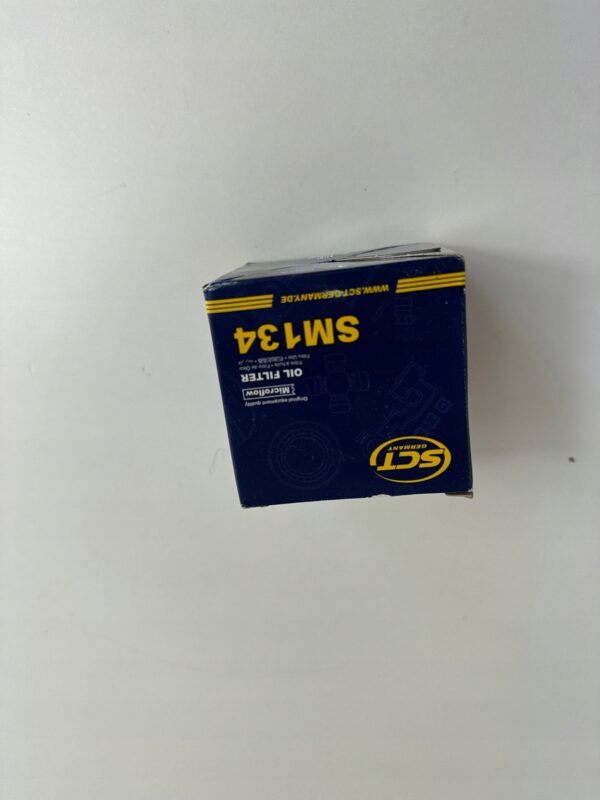 SCT
GERMANY
Original equipment quality
Microflow
OIL FILTER
SM134
WWW.SCT-GERMANY.DE